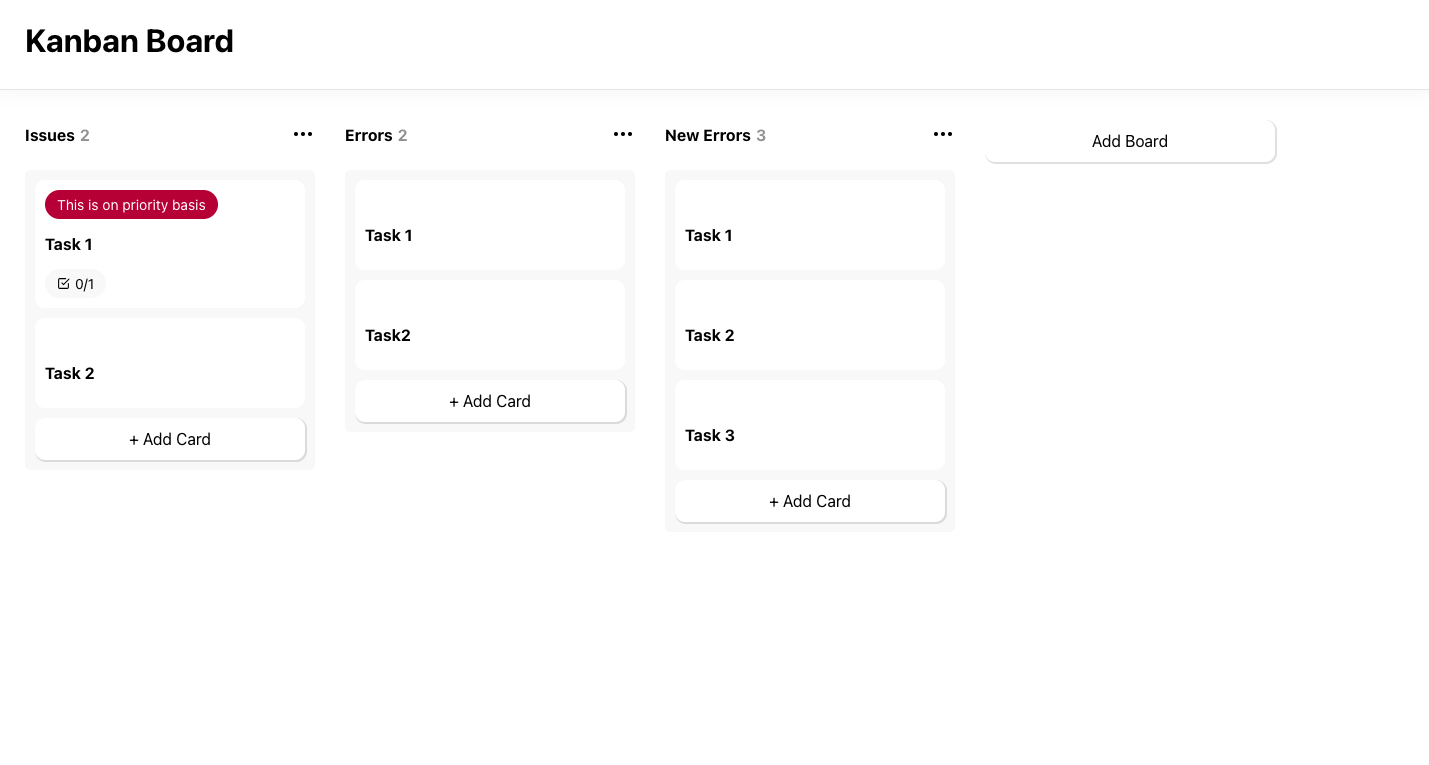 Kanban Board
Issues 2
This is on priority basis
Task 1
0/1
Task 2
+ Add Card
Errors 2
Task 1
Task2
+ Add Card
New Errors 3
Task 1
Task 2
Task 3
+ Add Card
Add Board